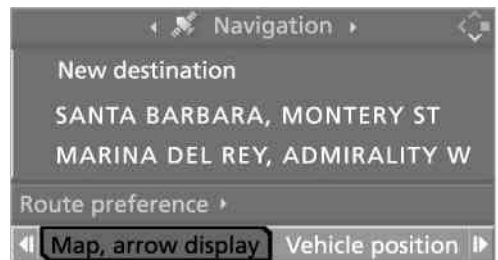 Navigation
New destination
SANTA BARBARA, MONTERY ST
MARINA DEL REY, ADMIRALITY W
Route preference
Map, arrow display Vehicle position